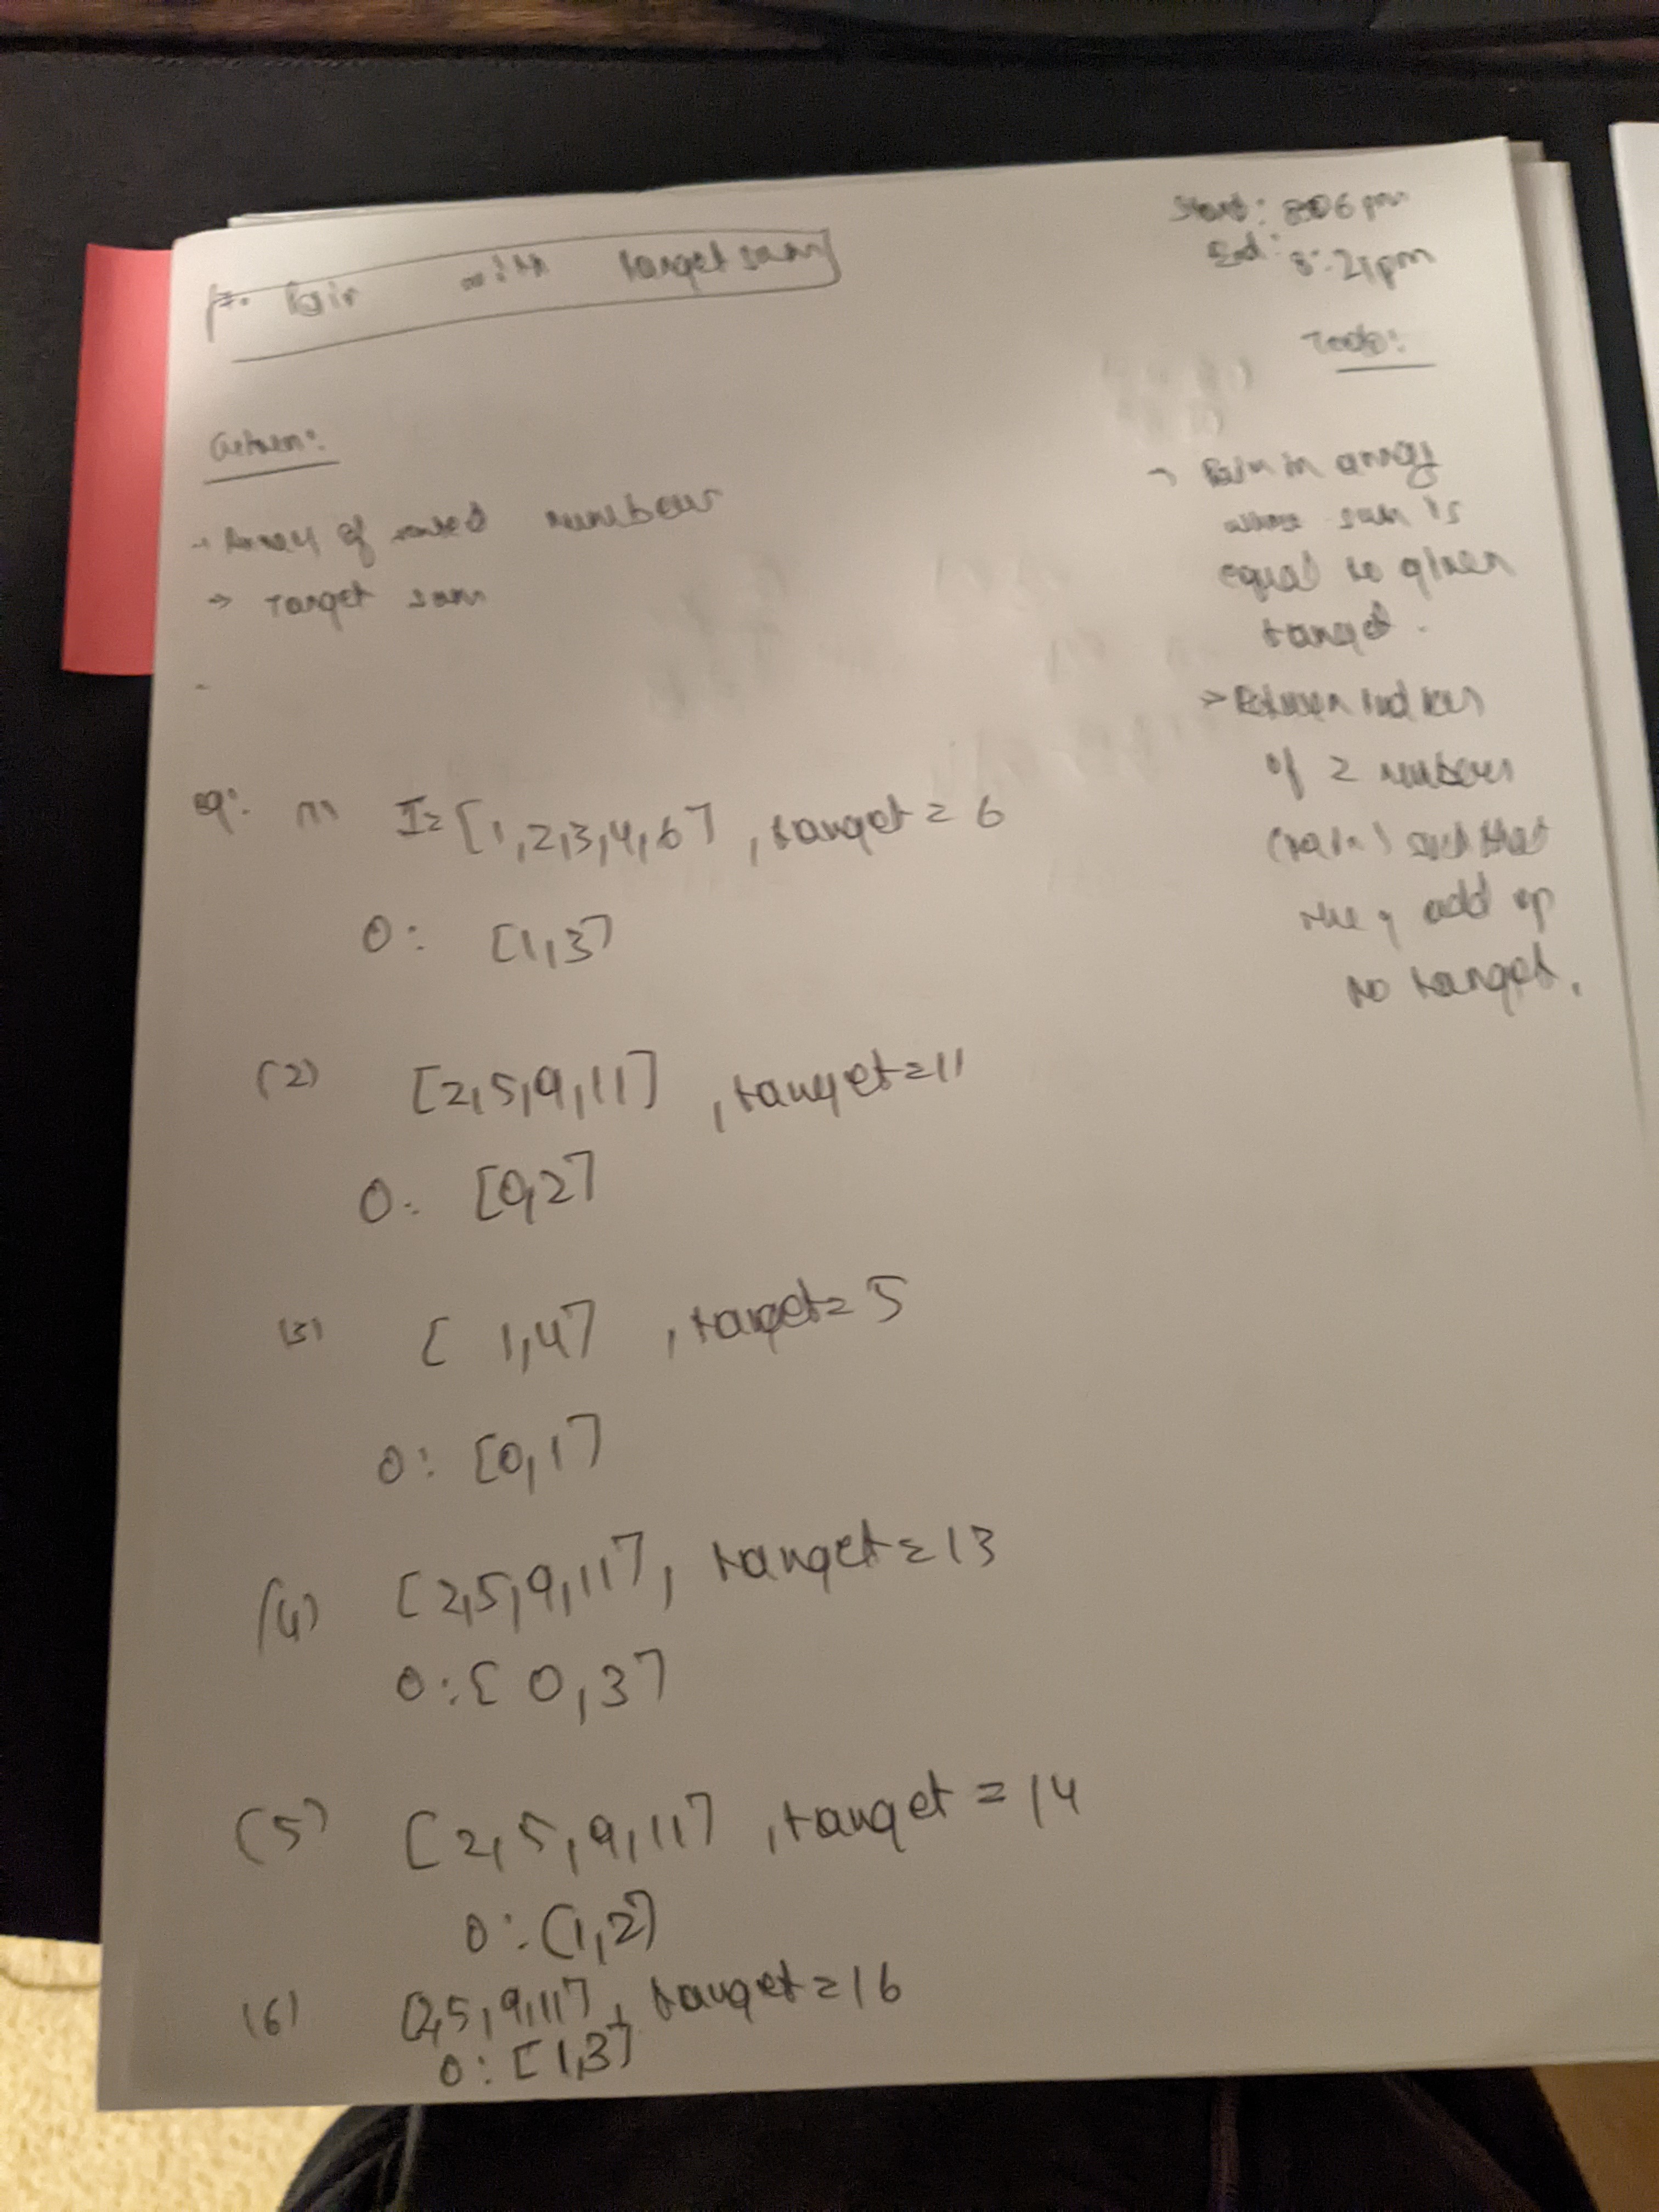 Pair with target sum
Start: 8:06 pm
End: 8:21pm
Todo:
Given:
→ Array of sorted numbers
→ Target sum
→ Pair in array
whose sum is
equal to given
target.
→ Return indices
of 2 numbers
(pair) such that
they add up
to target.
eg: (1) I= [1,2,3,4,6] , target = 6
O: [1,3]
(2) [2,5,9,11] , target=11
O: [0,2]
(3) [ 1,4] , target= 5
O: [0,1]
(4) [2,5,9,11], target=13
O: [ 0,3]
(5) [2,5,9,11] , target = 14
O: (1,2)
(6) [2,5,9,11], target=16
O: [1,3]